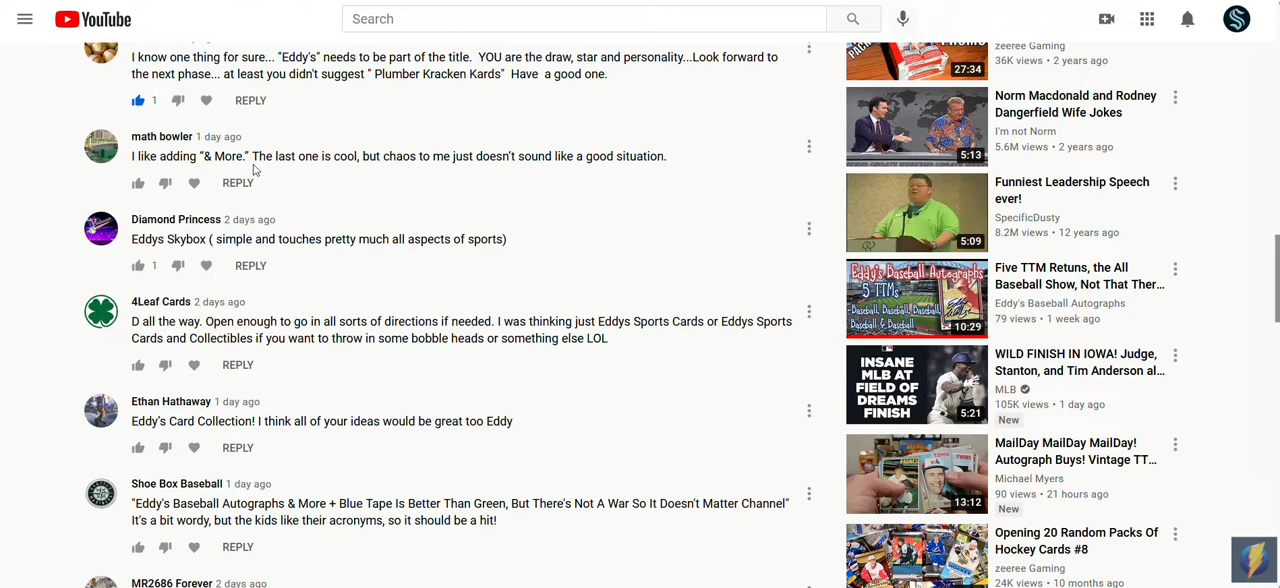 YouTube
Search
I know one thing for sure... "Eddy's" needs to be part of the title.  YOU are the draw, star and personality...Look forward to
the next phase... at least you didn't suggest " Plumber Kracken Kards"  Have  a good one.
1
REPLY
math bowler 1 day ago
I like adding “& More.” The last one is cool, but chaos to me just doesn’t sound like a good situation.
REPLY
Diamond Princess 2 days ago
Eddys Skybox ( simple and touches pretty much all aspects of sports)
1
REPLY
4Leaf Cards 2 days ago
D all the way. Open enough to go in all sorts of directions if needed. I was thinking just Eddys Sports Cards or Eddys Sports
Cards and Collectibles if you want to throw in some bobble heads or something else LOL
REPLY
Ethan Hathaway 1 day ago
Eddy's Card Collection! I think all of your ideas would be great too Eddy
REPLY
Shoe Box Baseball 1 day ago
"Eddy's Baseball Autographs & More + Blue Tape Is Better Than Green, But There's Not A War So It Doesn't Matter Channel"
It's a bit wordy, but the kids like their acronyms, so it should be a hit!
REPLY
MR2686 Forever 2 days ago
27:34
zeeree Gaming
36K views • 2 years ago
5:13
Norm Macdonald and Rodney
Dangerfield Wife Jokes
I'm not Norm
5.6M views • 2 years ago
5:09
Funniest Leadership Speech
ever!
SpecificDusty
8.2M views • 12 years ago
Eddy's Baseball Autographs
5 TTMs
Baseball, Baseball, Baseball,
Baseball & Baseball
10:29
Five TTM Retuns, the All
Baseball Show, Not That Ther...
Eddy's Baseball Autographs
79 views • 1 week ago
INSANE
MLB AT
FIELD OF
DREAMS
FINISH
5:21
WILD FINISH IN IOWA! Judge,
Stanton, and Tim Anderson al...
MLB
105K views • 1 day ago
New
13:12
MailDay MailDay MailDay!
Autograph Buys! Vintage TT...
Michael Myers
90 views • 21 hours ago
New
Opening 20 Random Packs Of
Hockey Cards #8
zeeree Gaming
24K views • 10 months ago